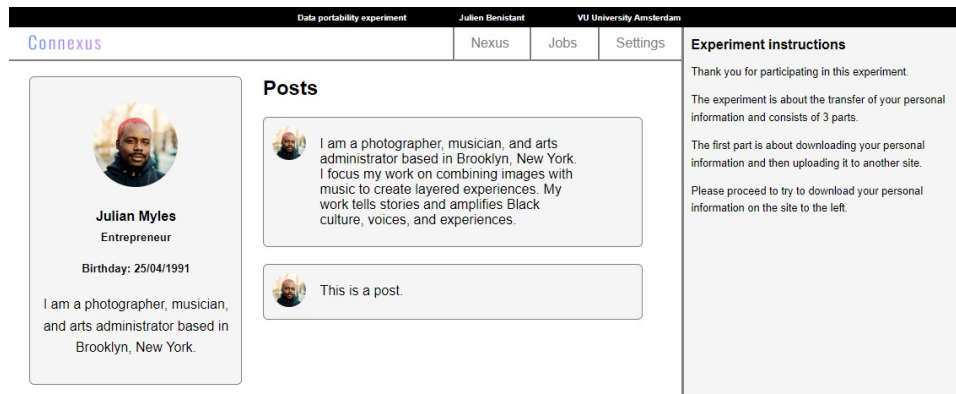 Data portability experiment Julien Benistant VU University Amsterdam
Connexus
Nexus Jobs Settings
Julian Myles
Entrepreneur
Birthday: 25/04/1991
I am a photographer, musician,
and arts administrator based in
Brooklyn, New York.
Posts
I am a photographer, musician, and arts
administrator based in Brooklyn, New York.
I focus my work on combining images with
music to create layered experiences. My
work tells stories and amplifies Black
culture, voices, and experiences.
This is a post.
Experiment instructions
Thank you for participating in this experiment.
The experiment is about the transfer of your personal
information and consists of 3 parts.
The first part is about downloading your personal
information and then uploading it to another site.
Please proceed to try to download your personal
information on the site to the left.